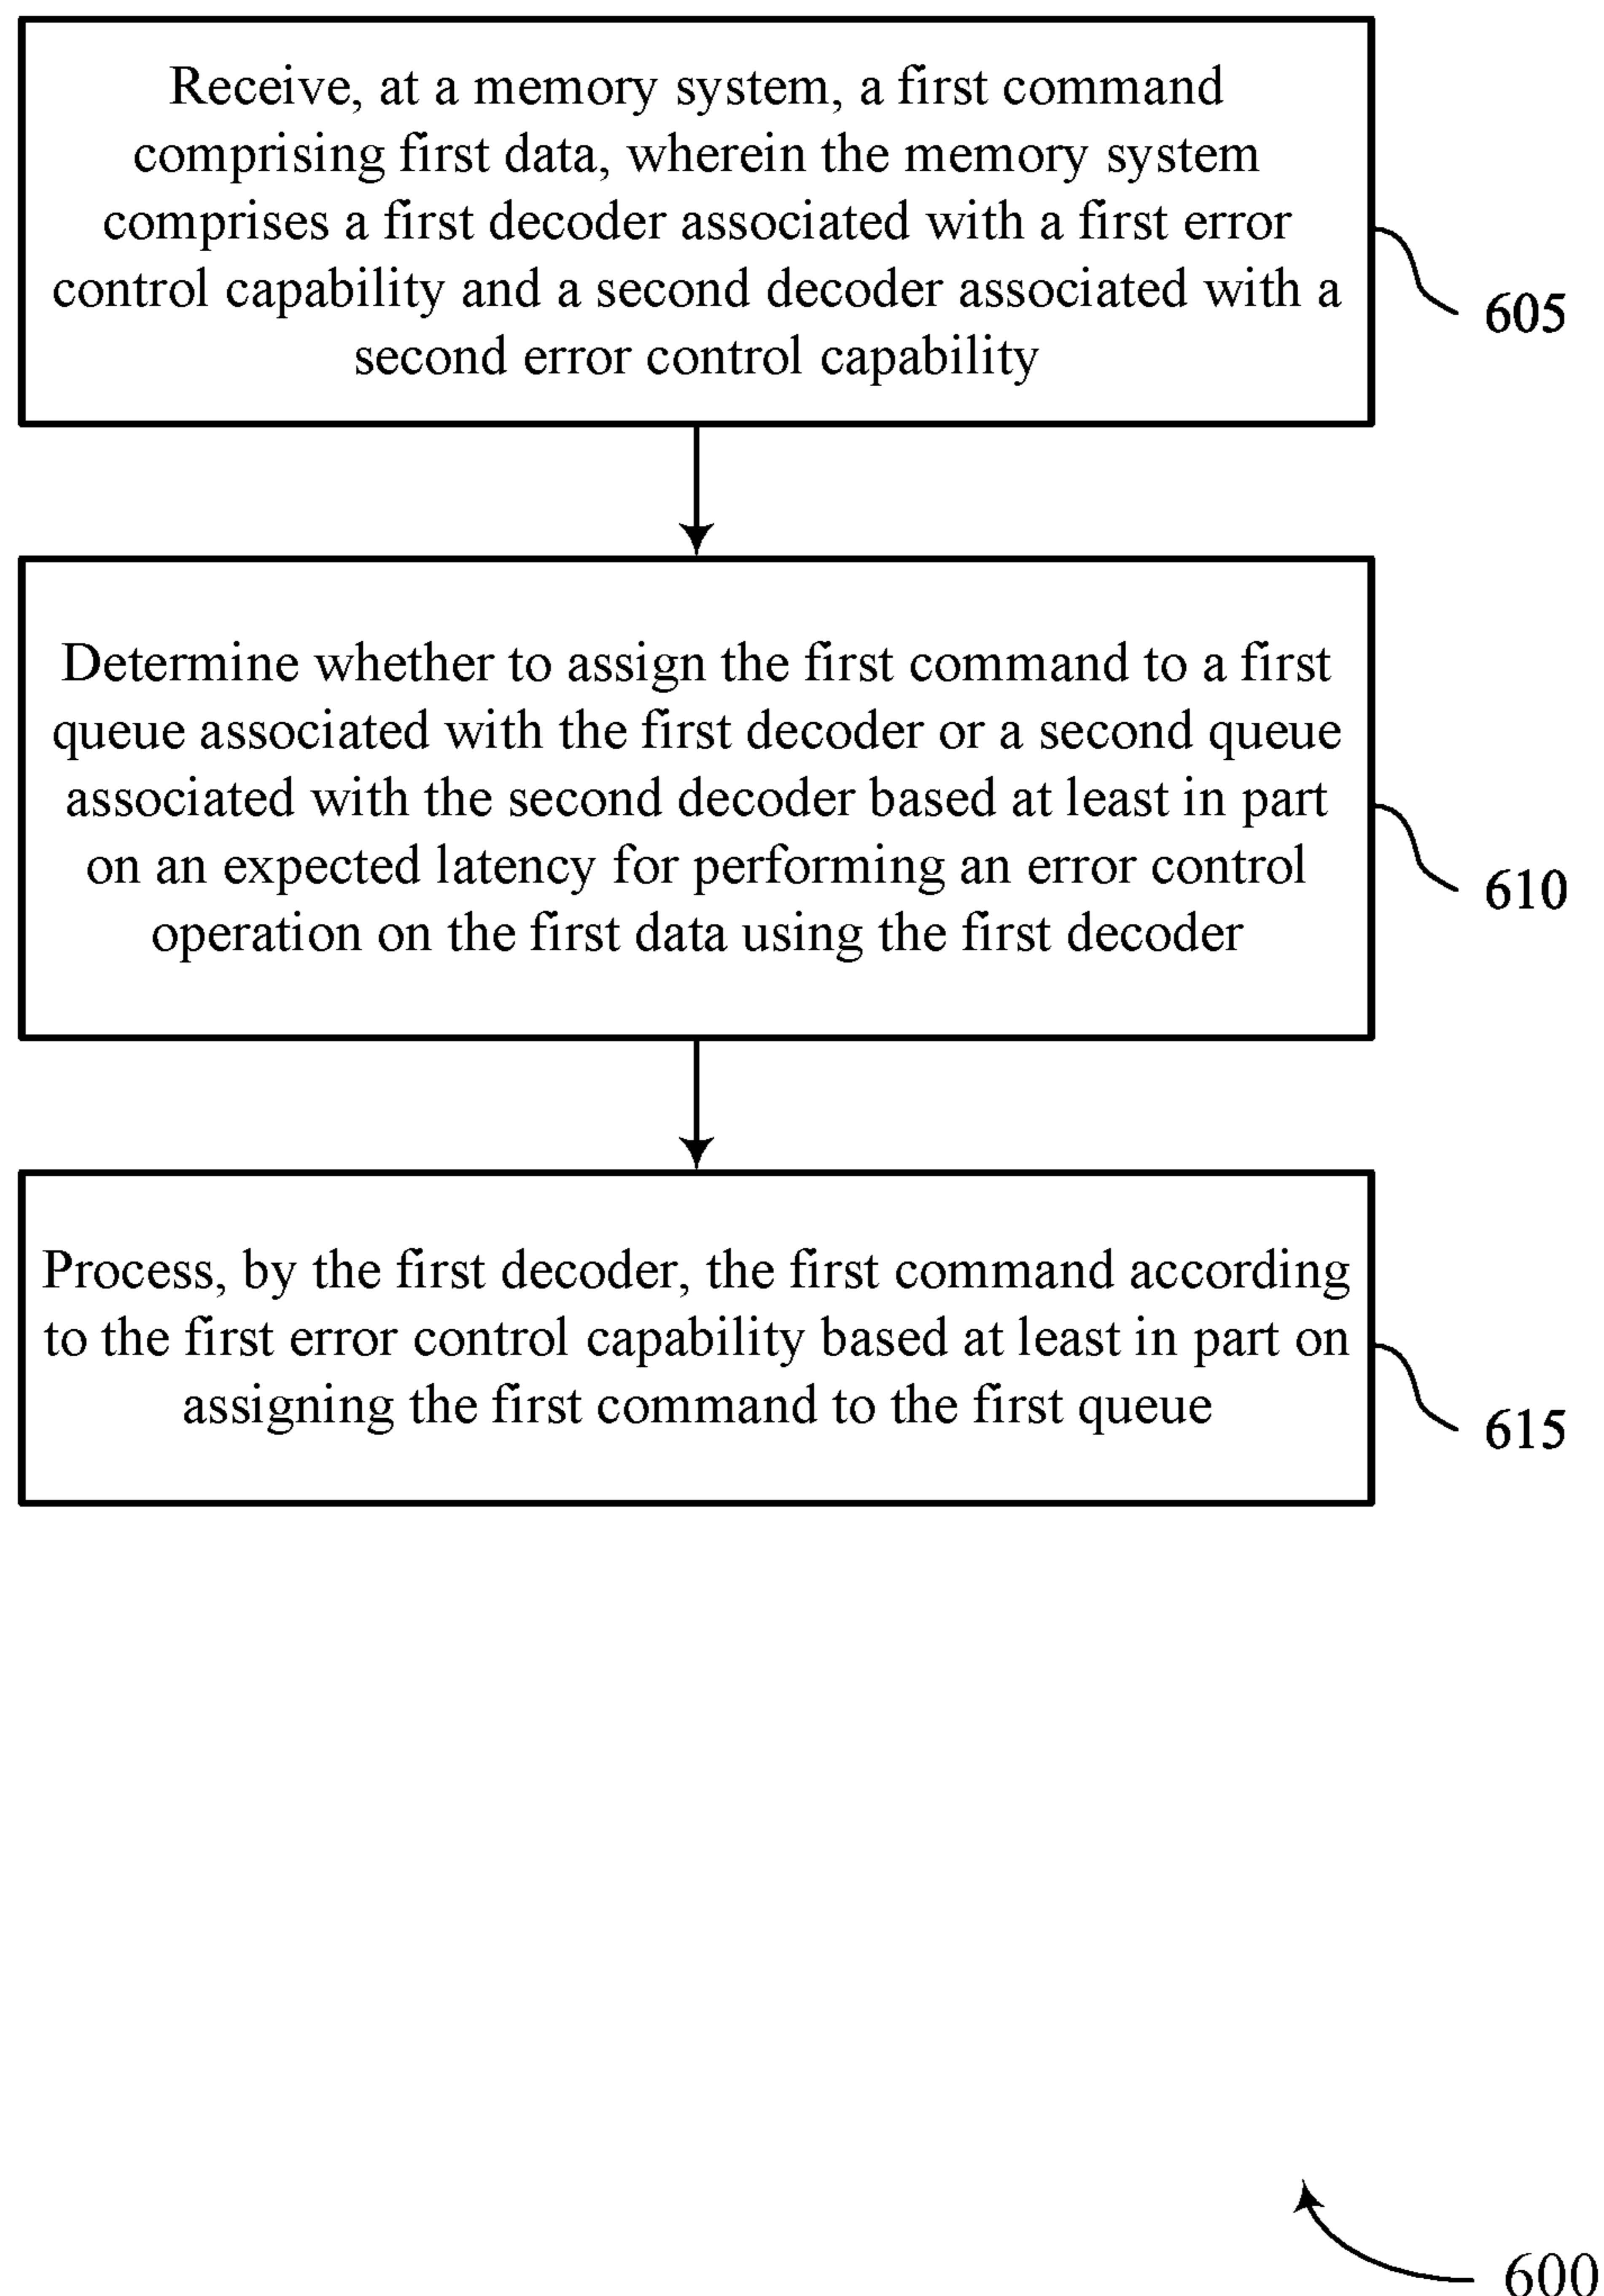 Receive, at a memory system, a first command
comprising first data, wherein the memory system
comprises a first decoder associated with a first error
control capability and a second decoder associated with a
second error control capability
605
Determine whether to assign the first command to a first
queue associated with the first decoder or a second queue
associated with the second decoder based at least in part
on an expected latency for performing an error control
operation on the first data using the first decoder
610
Process, by the first decoder, the first command according
to the first error control capability based at least in part on
assigning the first command to the first queue
615
600